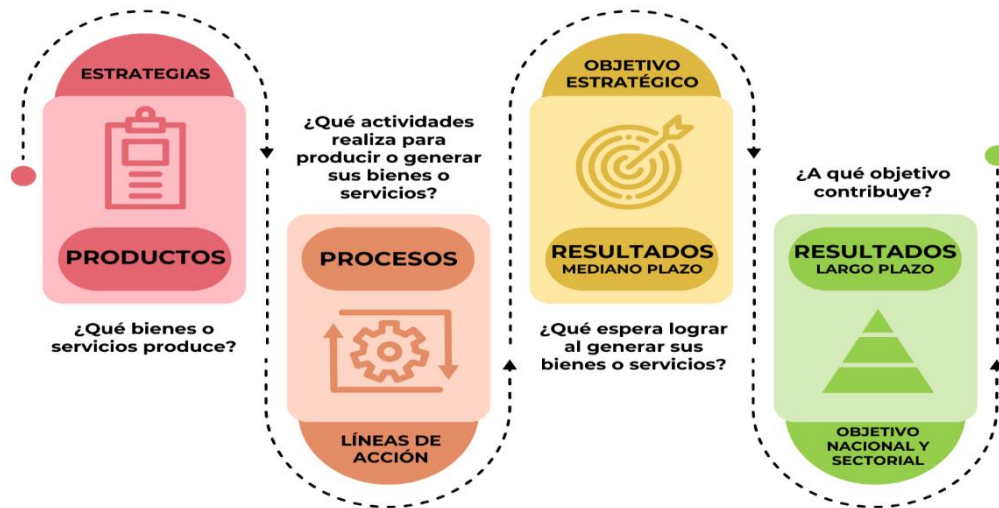 ESTRATEGIAS
PRODUCTOS
¿Qué bienes o
servicios produce?
¿Qué actividades
realiza para
producir o generar
sus bienes o
servicios?
PROCESOS
LÍNEAS DE
ACCIÓN
OBJETIVO
ESTRATÉGICO
RESULTADOS
MEDIANO PLAZO
¿Qué espera lograr
al generar sus
bienes o servicios?
¿A qué objetivo
contribuye?
RESULTADOS
LARGO PLAZO
OBJETIVO
NACIONAL Y
SECTORIAL